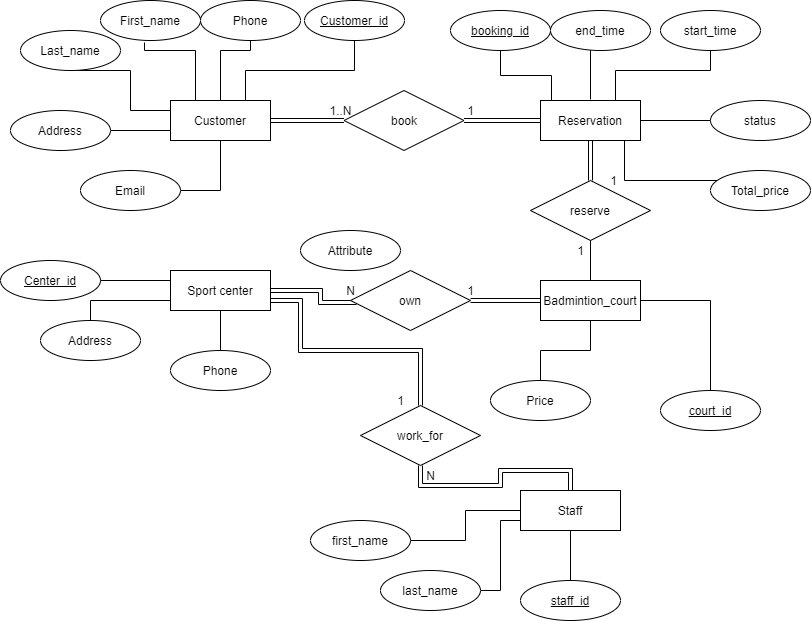 First_name
Phone
Customer_id
booking_id
end_time
start_time
Last_name
1..N
1
Customer
book
Reservation
status
Address
Email
1
reserve
Total_price
1
Attribute
Center_id
Sport center
N
own
1
Badmintion_court
Address
Phone
1
Price
court_id
work_for
N
Staff
first_name
last_name
staff_id